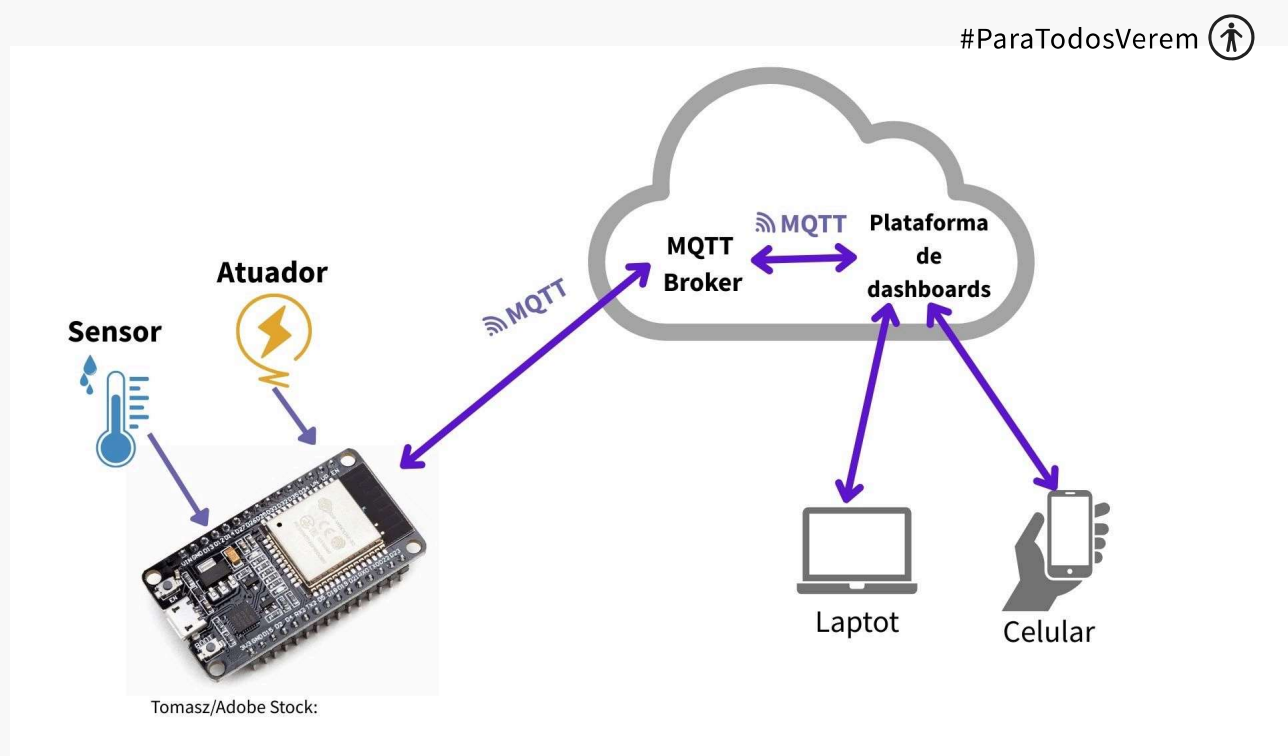 #ParaTodosVerem
MQTT
Plataforma
de
dashboards
MQTT
Broker
MQTT
Atuador
Sensor
Laptot
Celular
Tomasz/Adobe Stock: